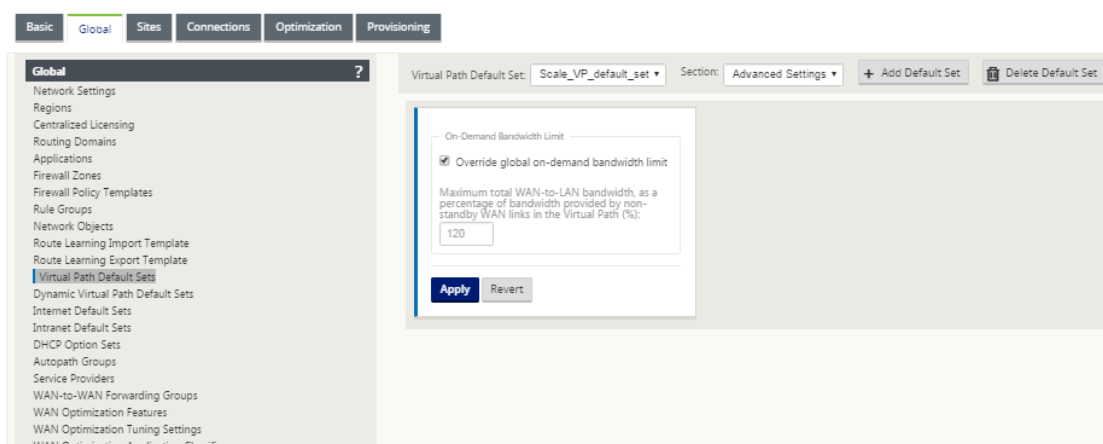 Basic Global Sites Connections Optimization Provisioning
Global ?
Network Settings
Regions
Centralized Licensing
Routing Domains
Applications
Firewall Zones
Firewall Policy Templates
Rule Groups
Network Objects
Route Learning Import Template
Route Learning Export Template
Virtual Path Default Sets
Dynamic Virtual Path Default Sets
Internet Default Sets
Intranet Default Sets
DHCP Option Sets
Autopath Groups
Service Providers
WAN-to-WAN Forwarding Groups
WAN Optimization Features
WAN Optimization Tuning Settings
Virtual Path Default Set: Scale_VP_default_set Section: Advanced Settings + Add Default Set Delete Default Set
On-Demand Bandwidth Limit
Override global on-demand bandwidth limit
Maximum total WAN-to-LAN bandwidth, as a
percentage of bandwidth provided by non-
standby WAN links in the Virtual Path (%):
120
Apply Revert